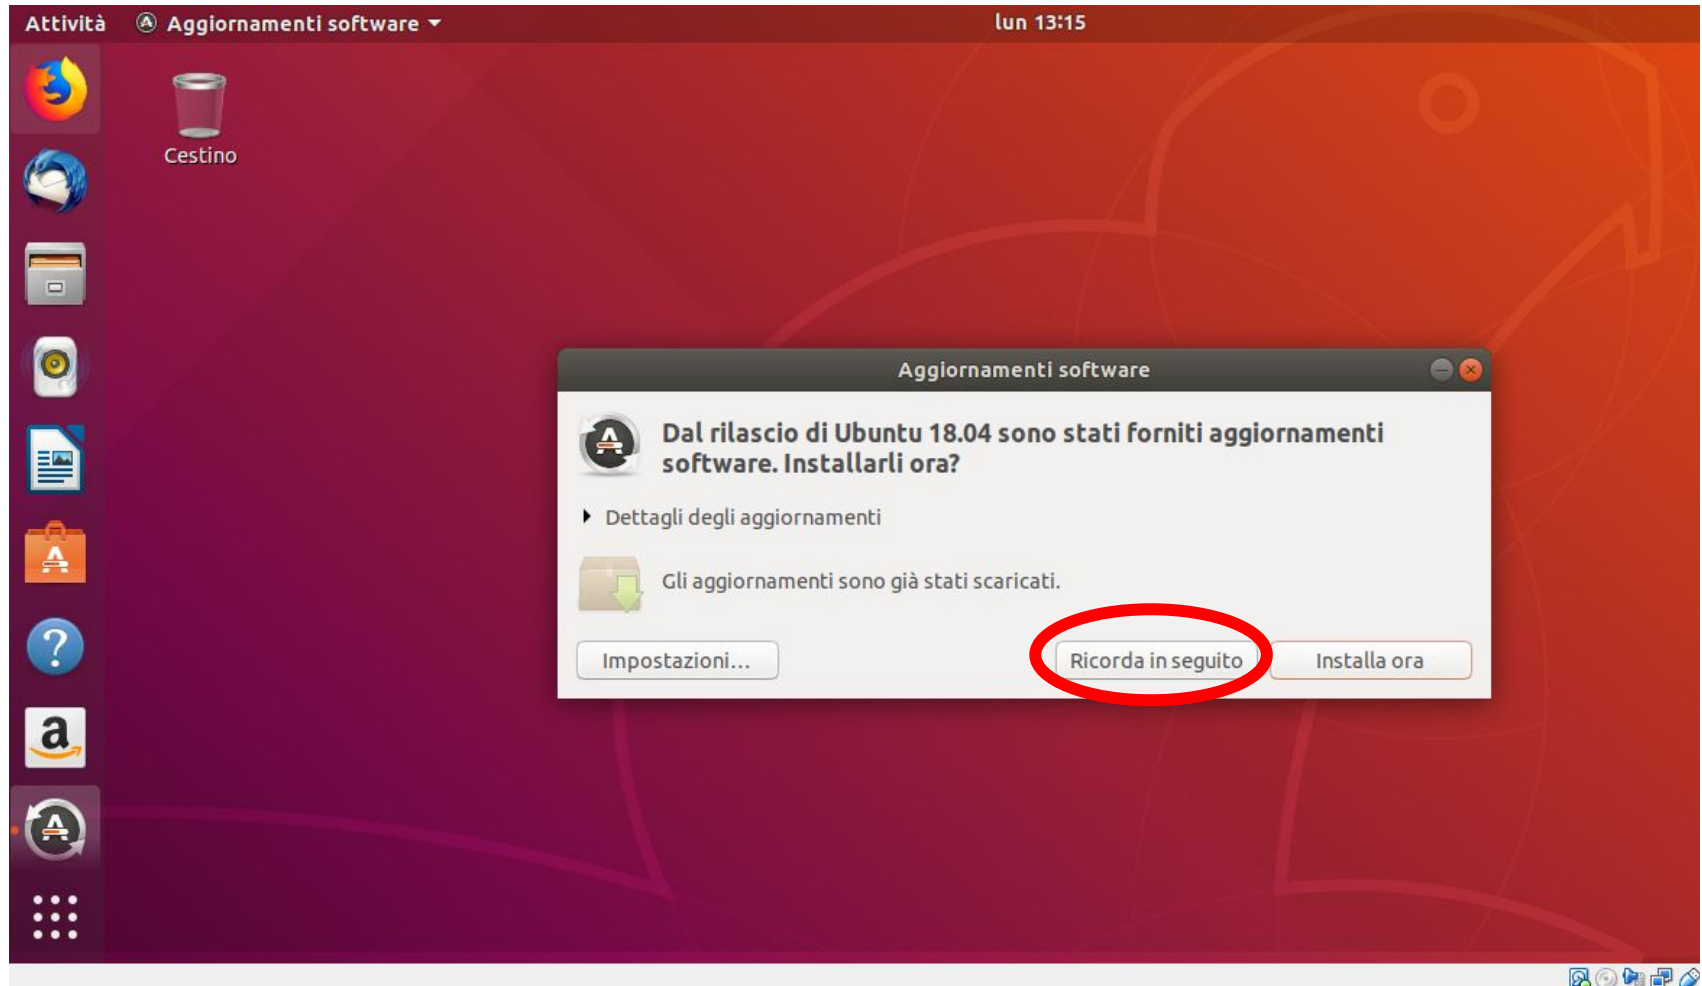 Attività
Aggiornamenti software
lun 13:15
Cestino
Aggiornamenti software
Dal rilascio di Ubuntu 18.04 sono stati forniti aggiornamenti
software. Installarli ora?
Dettagli degli aggiornamenti
Gli aggiornamenti sono già stati scaricati.
Impostazioni...
Ricorda in seguito
Installa ora